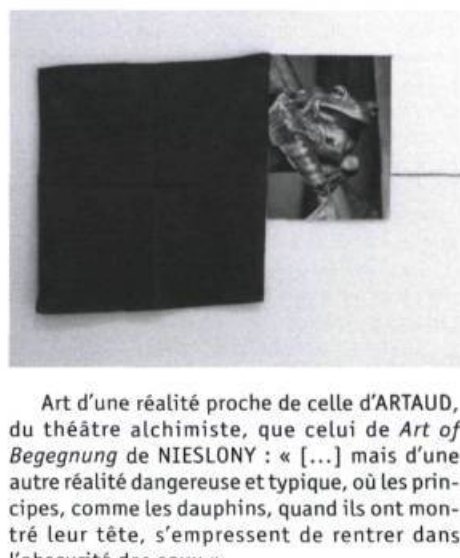 Art d'une réalité proche de celle d'ARTAUD,
du théâtre alchimiste, que celui de Art of
Begegnung de NIESLONY : « [...] mais d'une
autre réalité dangereuse et typique, où les prin-
cipes, comme les dauphins, quand ils ont mon-
tré leur tête, s'empressent de rentrer dans